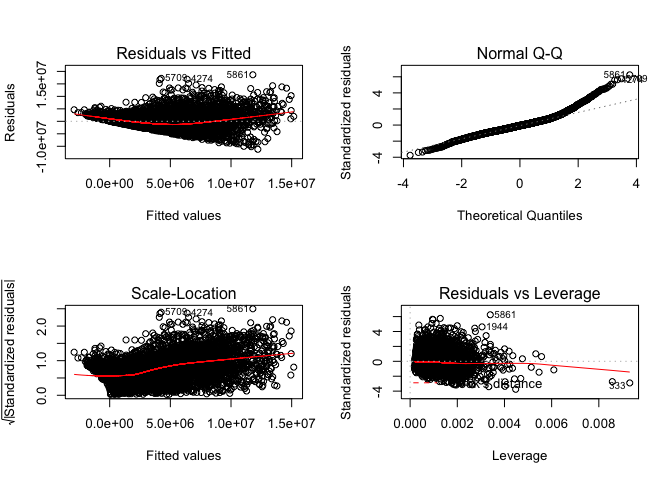 Residuals vs Fitted
Residuals
-1.0e+07
1.5e+07
5709
4274
5861
0.0e+00
5.0e+06
1.0e+07
1.5e+07
Fitted values
Normal Q-Q
Standardized residuals
-4
0
4
5861
-4
-2
0
2
4
Theoretical Quantiles
Scale-Location
√|Standardized residuals|
0.0
1.0
2.0
5709
4274
5861
0.0e+00
5.0e+06
1.0e+07
1.5e+07
Fitted values
Residuals vs Leverage
Standardized residuals
-4
0
4
5861
1944
333
distance
0.000
0.002
0.004
0.006
0.008
Leverage